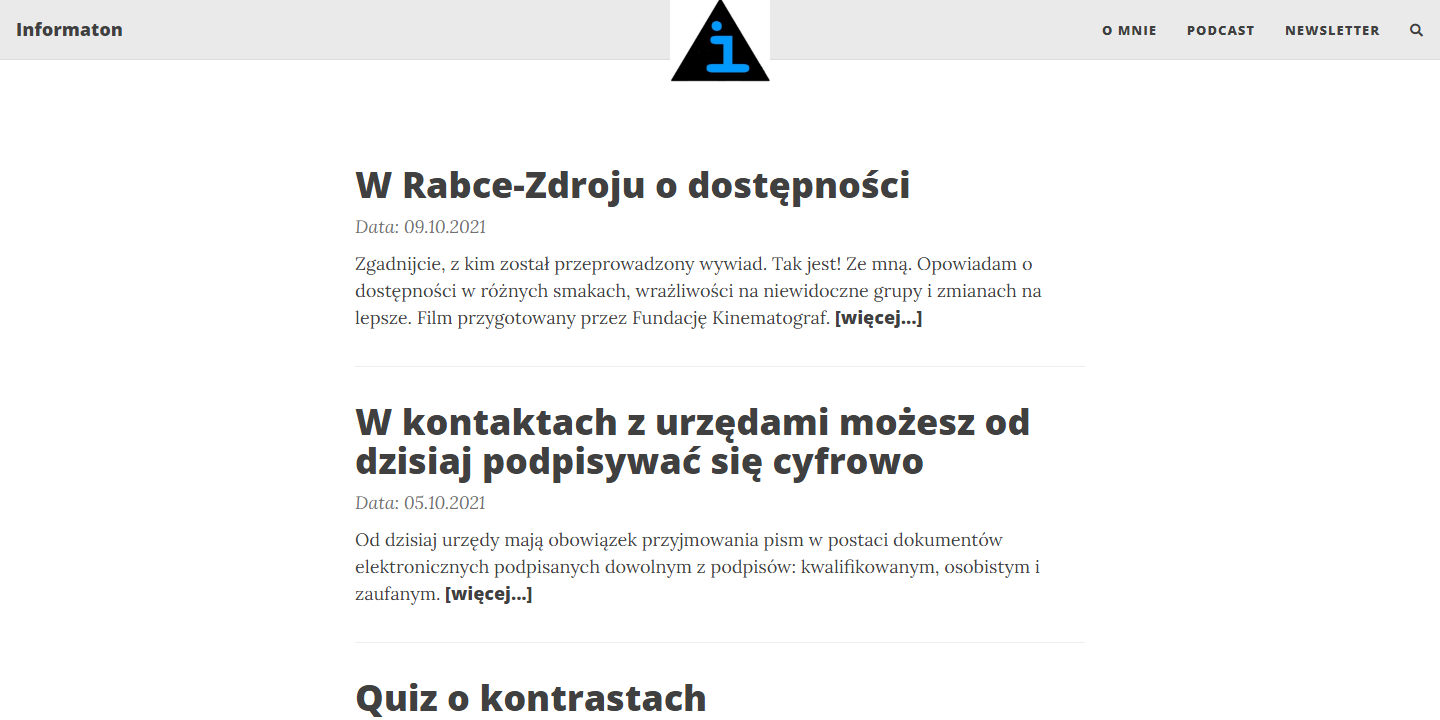 Informaton
i
O MNIE
PODCAST
NEWSLETTER
W Rabce-Zdroju o dostępności
Data: 09.10.2021
Zgadnijcie, z kim został przeprowadzony wywiad. Tak jest! Ze mną. Opowiadam o
dostępności w różnych smakach, wrażliwości na niewidoczne grupy i zmianach na
lepsze. Film przygotowany przez Fundację Kinematograf. [więcej...]
W kontaktach z urzędami możesz od
dzisiaj podpisywać się cyfrowo
Data: 05.10.2021
Od dzisiaj urzędy mają obowiązek przyjmowania pism w postaci dokumentów
elektronicznych podpisanych dowolnym z podpisów: kwalifikowanym, osobistym i
zaufanym. [więcej...]
Quiz o kontrastach